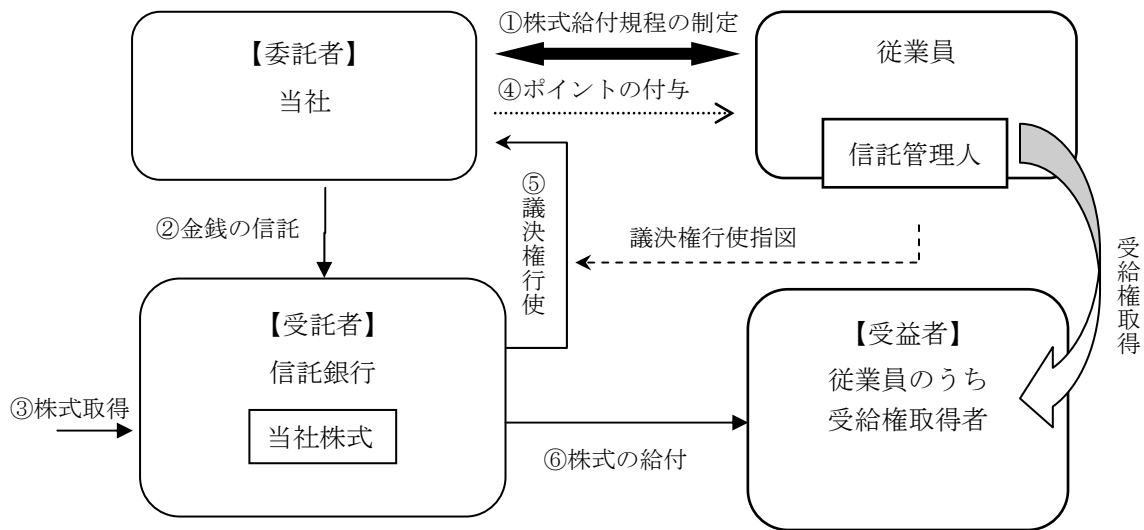 ①株式給付規程の制定
【委託者】
当社
従業員
④ポイントの付与
信託管理人
⑤議決権行使
②金銭の信託
議決権行使指図
受給権取得
【受託者】
信託銀行
【受益者】
従業員のうち
受給権取得者
③株式取得
当社株式
⑥株式の給付